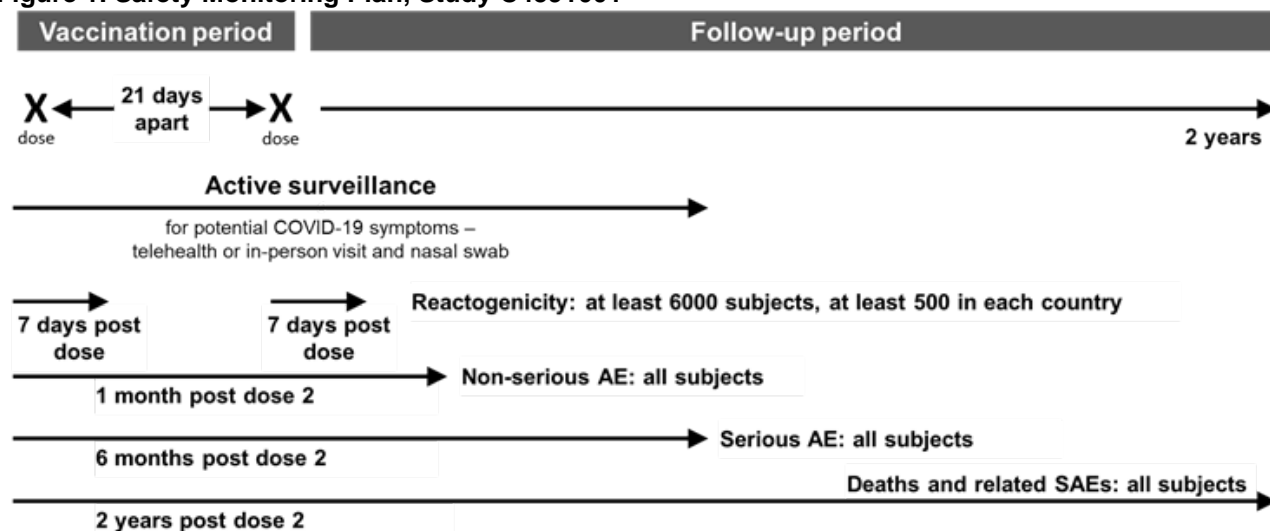 Vaccination period
Follow-up period
X
21 days
apart
X
dose
dose
2 years
Active surveillance
for potential COVID-19 symptoms –
telehealth or in-person visit and nasal swab
7 days post
dose
7 days post
dose
Reactogenicity: at least 6000 subjects, at least 500 in each country
1 month post dose 2
Non-serious AE: all subjects
6 months post dose 2
Serious AE: all subjects
Deaths and related SAEs: all subjects
2 years post dose 2